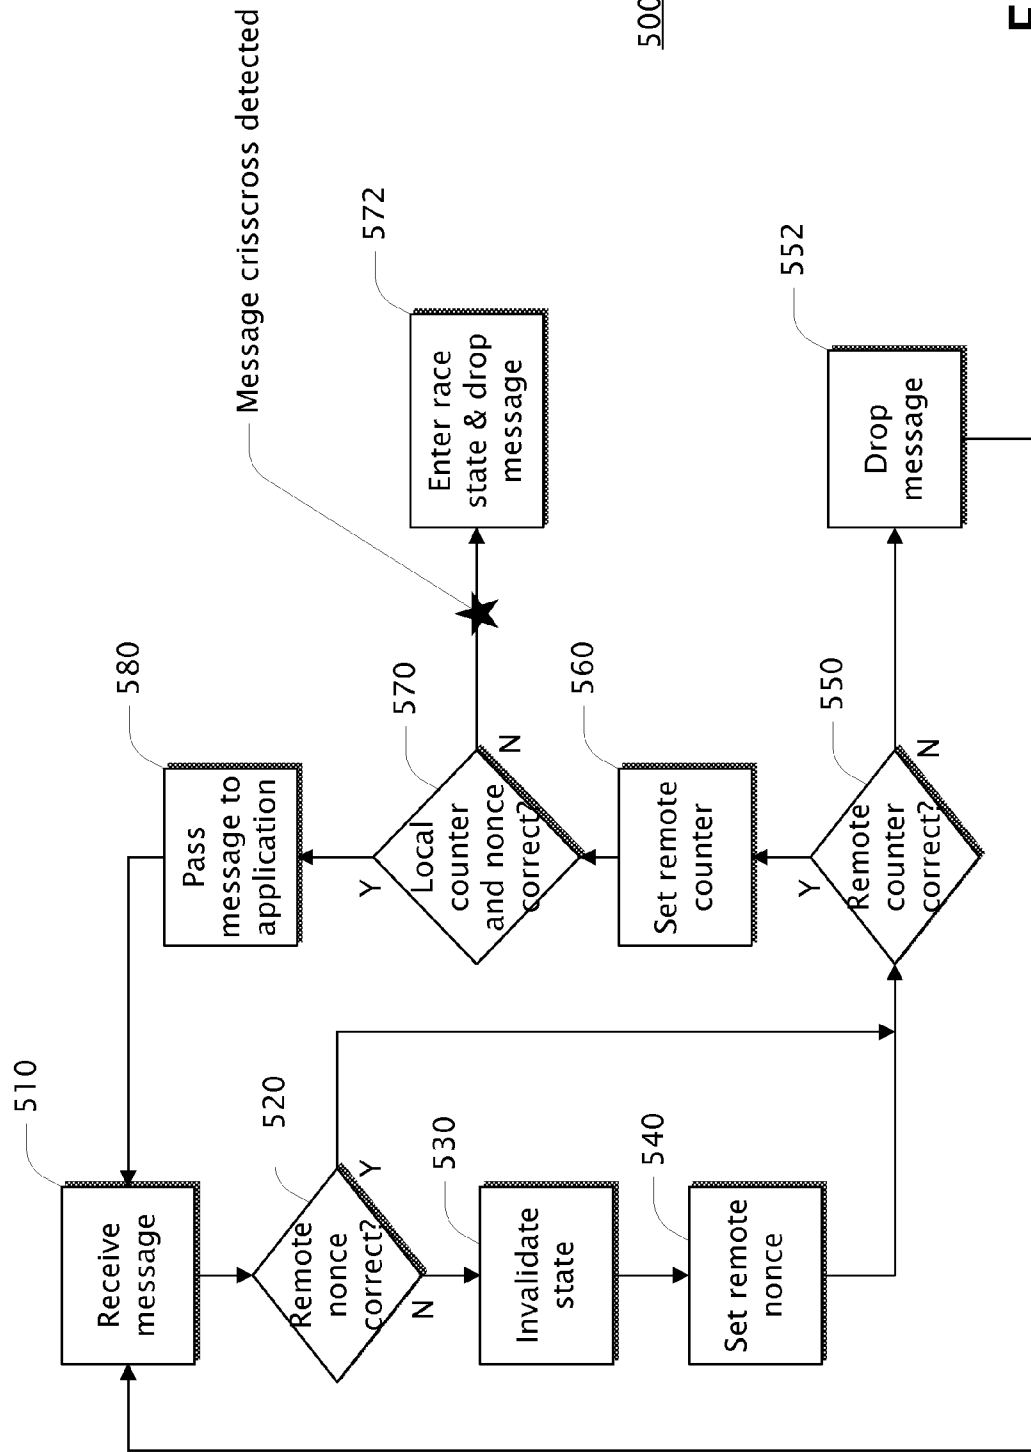 510
Receive
message
520
Remote
nonce
correct?
Y
N
530
Invalidate
state
540
Set remote
nonce
580
Pass
message to
application
570
Y
Local
counter
and nonce
correct?
N
560
Set remote
counter
550
Y
Remote
counter
correct?
N
Message crisscross detected
572
Enter race
state & drop
message
552
Drop
message
500